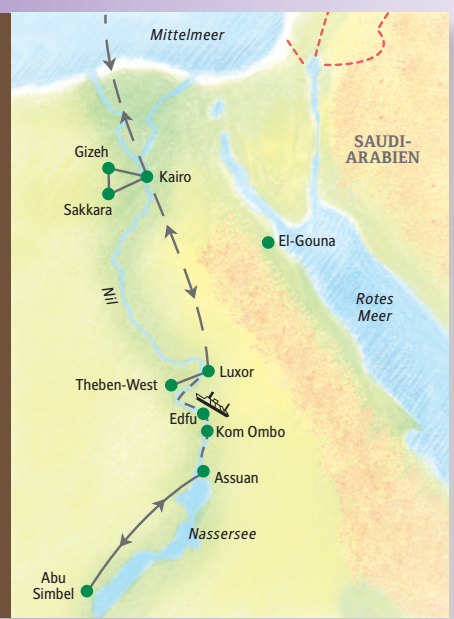 Mittelmeer
SAUDI-
ARABIEN
Gizeh
Kairo
Sakkara
El-Gouna
Nil
Rotes
Meer
Luxor
Theben-West
Edfu
Kom Ombo
Assuan
Nassersee
Abu
Simbel